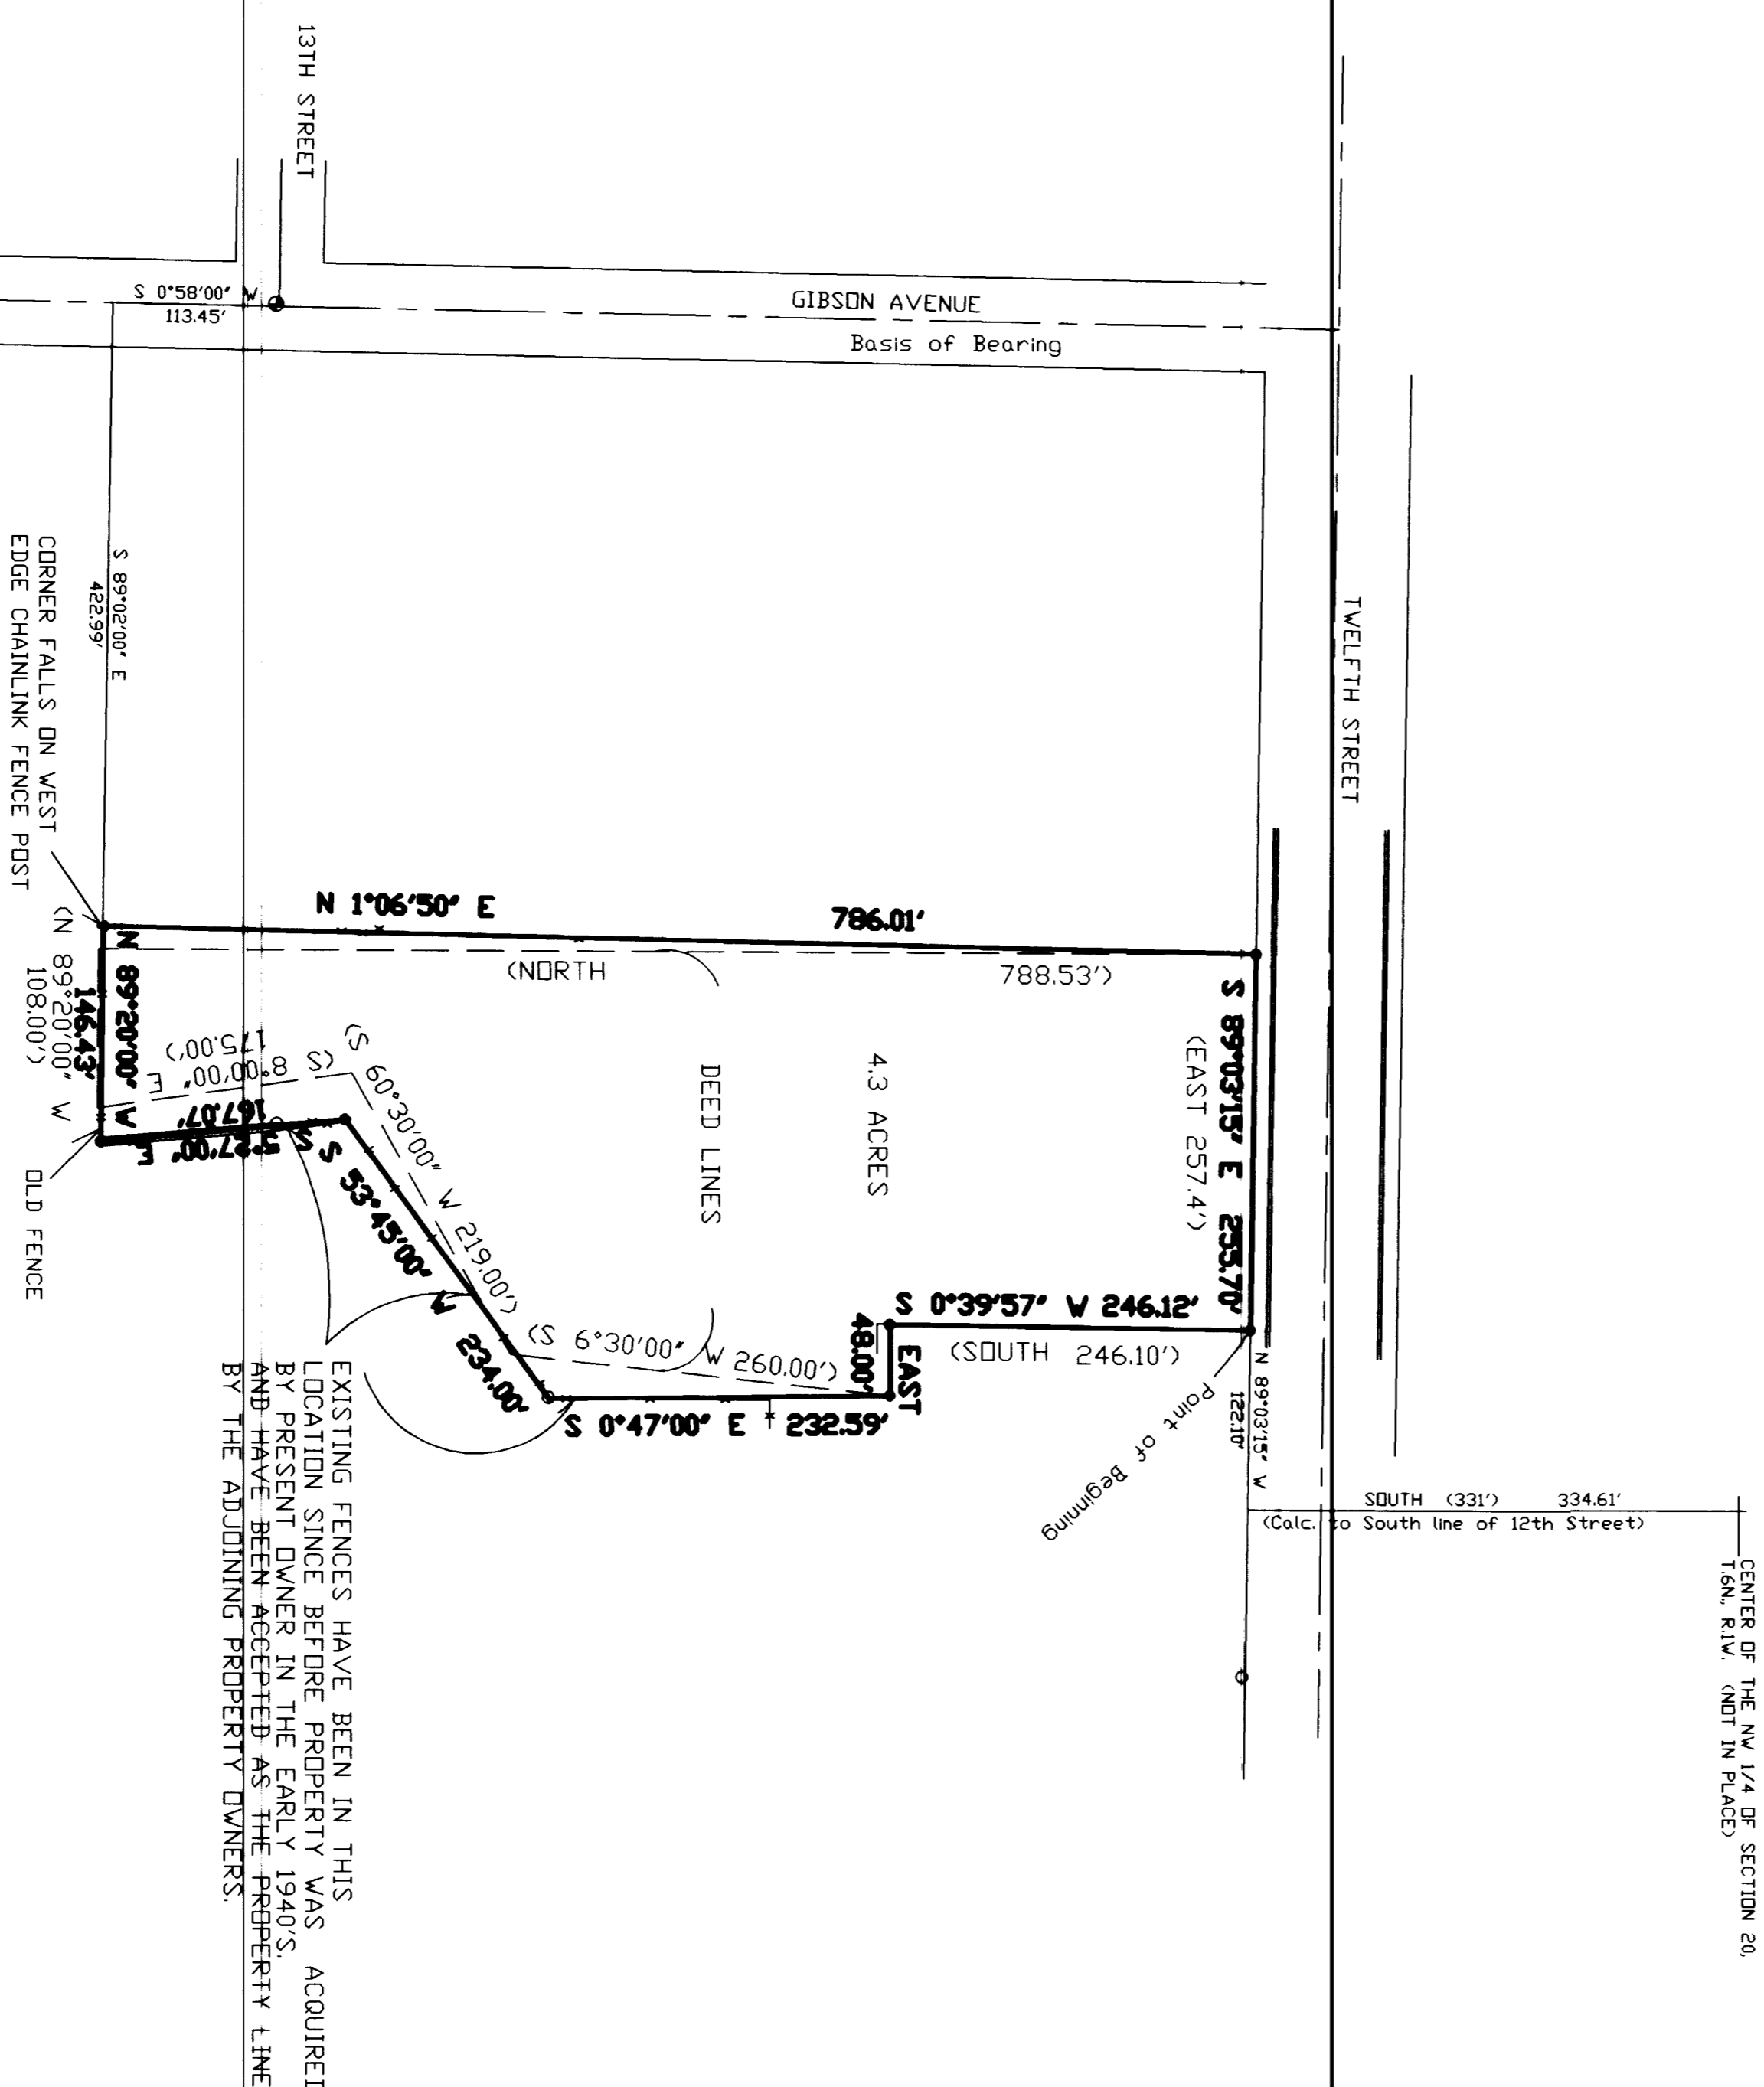 CENTER OF THE NW 1/4 OF SECTION 20,
T.6N., R.1W. (NOT IN PLACE)
SOUTH (331') 334.61'
(Calc. to South line of 12th Street)
TWELFTH STREET
N 89°03'15" W
122.10'
Point of Beginning
S 89°03'15" E 255.70'
(EAST 257.4')
S 0°39'57" W 246.12'
(SOUTH 246.10')
EAST
48.00'
S 0°47'00" E 232.59'
(S 6°30'00" W 260.00')
S 53°45'00" W 234.00'
(S 60°30'00" W 219.00')
S 5°27'00" E
167.07'
(S 8°00'00" E
175.00')
N 89°20'00" W
146.43'
(N 89°20'00" W
108.00')
N 1°06'50" E 786.01'
(NORTH 788.53')
4.3 ACRES
DEED LINES
GIBSON AVENUE
Basis of Bearing
13TH STREET
S 0°58'00" W
113.45'
S 89°02'00" E
422.99'
CORNER FALLS ON WEST
EDGE CHAINLINK FENCE POST
OLD FENCE
EXISTING FENCES HAVE BEEN IN THIS
LOCATION SINCE BEFORE PROPERTY WAS ACQUIRED
BY PRESENT OWNER IN THE EARLY 1940'S.
AND HAVE BEEN ACCEPTED AS THE PROPERTY LINE
BY THE ADJOINING PROPERTY OWNERS.